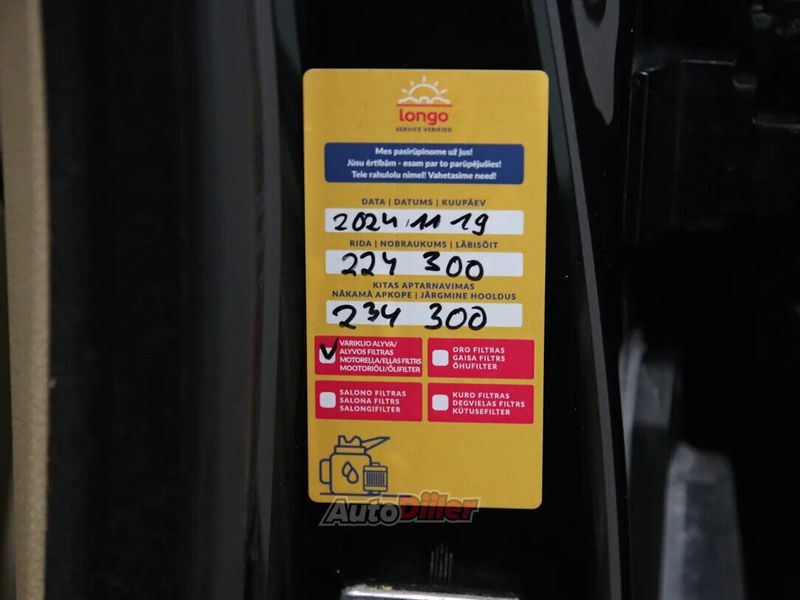 longo
SERVICE VERIFIED
Mes pasirūpinome už jus!
Jūsu ērtībām - esam par to parūpējušies!
Teie rahulolu nimel! Vahetasime need!
DATA | DATUMS | KUUPÄEV
2024 11 19
RIDA | NOBRAUKUMS | LÄBISÕIT
224 300
KITAS APTARNAVIMAS
NĀKAMĀ APKOPE | JÄRGMINE HOOLDUS
234 300
VARIKLIO ALYVA/
ALYVOS FILTRAS
MOTOREĻĻA/EĻĻAS FILTRS
MOOTORIÕLI/ÕLIFILTER
ORO FILTRAS
GAISA FILTRS
ÕHUFILTER
SALONO FILTRAS
SALONA FILTRS
SALONGIFILTER
KURO FILTRAS
DEGVIELAS FILTRS
KÜTUSEFILTER
AutoDiiler